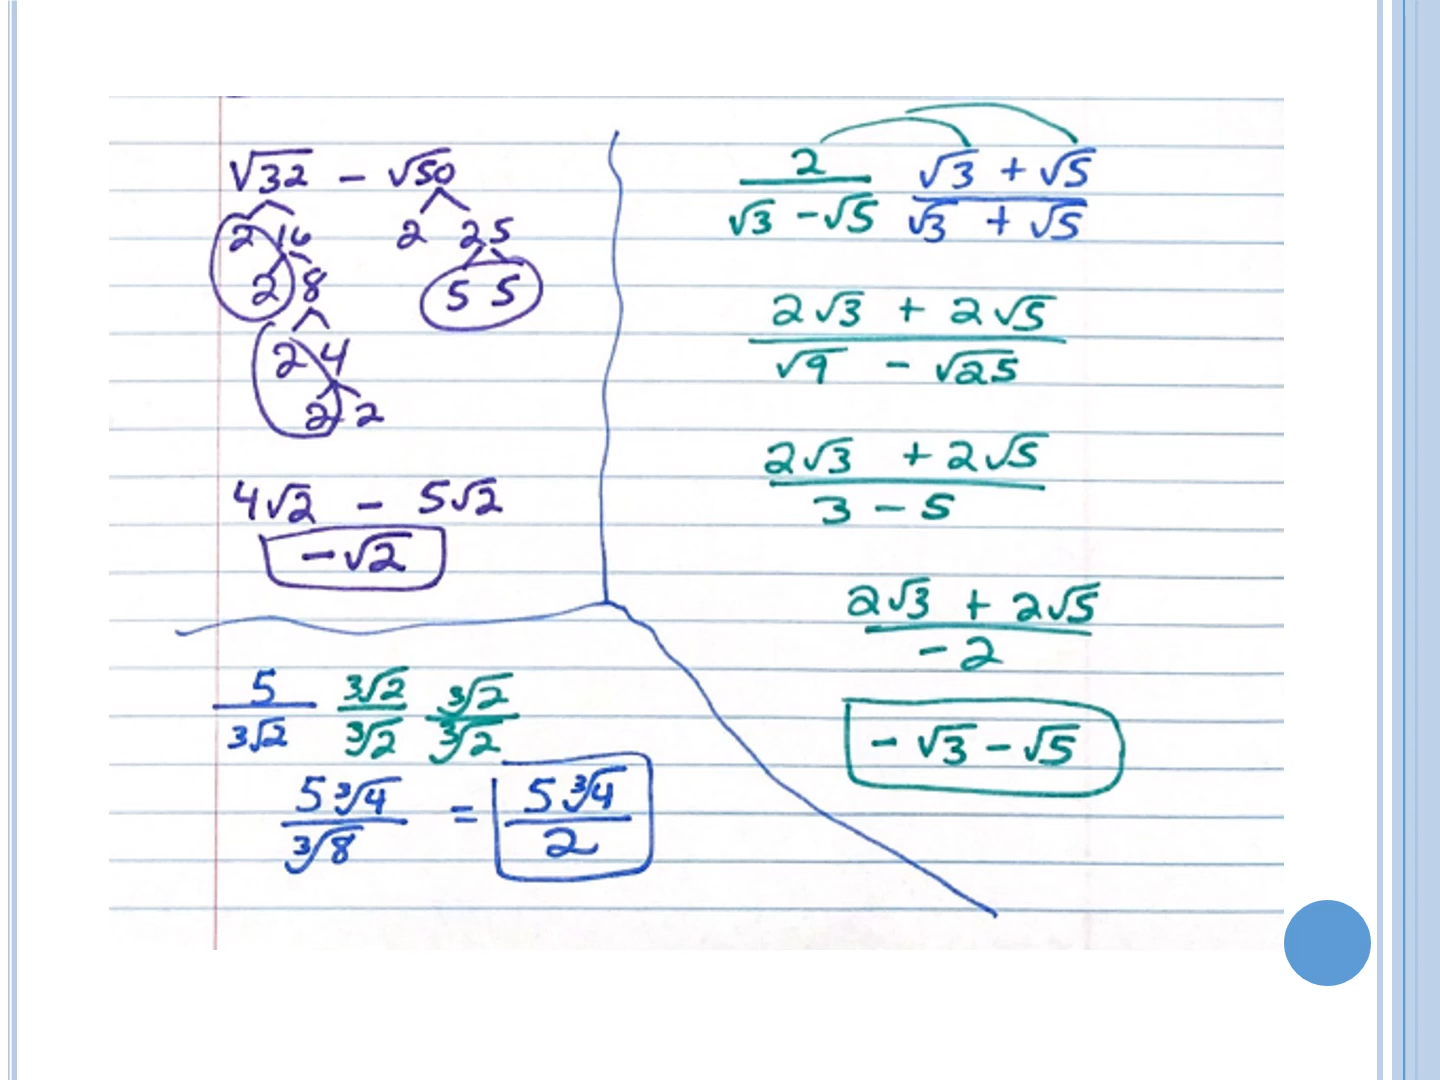 √32 - √50
2 16 2 25
2 8 5 5
2 4
2 2
4√2 - 5√2
-√2
5/∛2 ∛2/∛2 ∛2/∛2
5∛4/∛8 = 5∛4/2
2/(√3 - √5) (√3 + √5)/(√3 + √5)
(2√3 + 2√5)/(√9 - √25)
(2√3 + 2√5)/(3 - 5)
(2√3 + 2√5)/-2
-√3 - √5